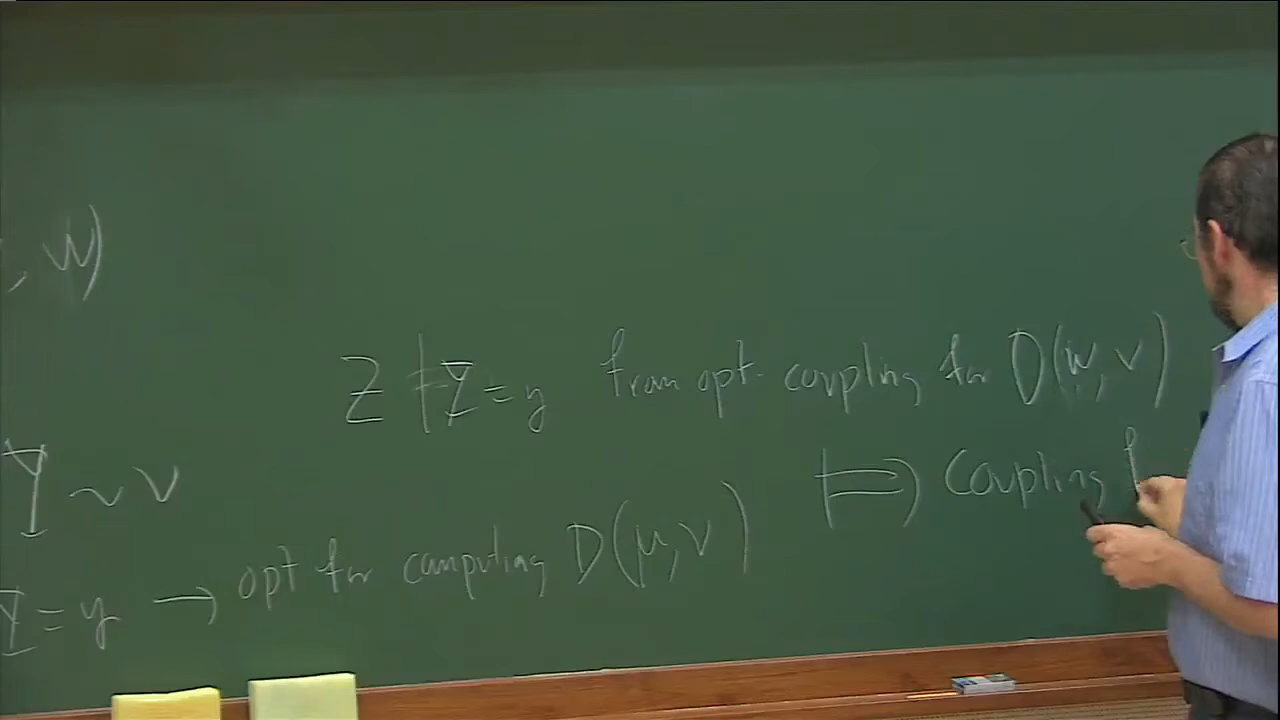 , W)
Z | Y = y from opt. coupling for D(W, ν)
Y ~ ν
⟹ Coupling f
Y = y → opt for computing D(μ, ν)